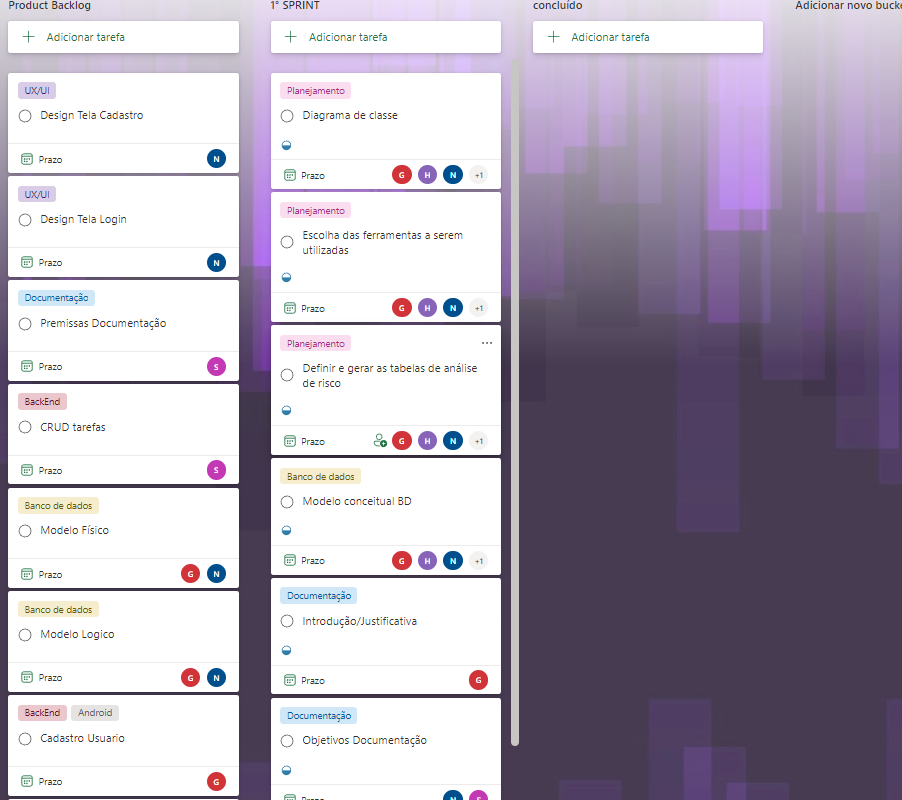 Product Backlog
Adicionar tarefa
UX/UI
Design Tela Cadastro
Prazo
N
UX/UI
Design Tela Login
Prazo
N
Documentação
Premissas Documentação
Prazo
S
BackEnd
CRUD tarefas
Prazo
S
Banco de dados
Modelo Físico
Prazo
G N
Banco de dados
Modelo Logico
Prazo
G N
BackEnd Android
Cadastro Usuario
Prazo
G
1° SPRINT
Adicionar tarefa
Planejamento
Diagrama de classe
Prazo
G H N +1
Planejamento
Escolha das ferramentas a serem
utilizadas
Prazo
G H N +1
Planejamento
Definir e gerar as tabelas de análise
de risco
Prazo
G H N +1
Banco de dados
Modelo conceitual BD
Prazo
G H N +1
Documentação
Introdução/Justificativa
Prazo
G
Documentação
Objetivos Documentação
Prazo
N S
concluído
Adicionar tarefa
Adicionar novo